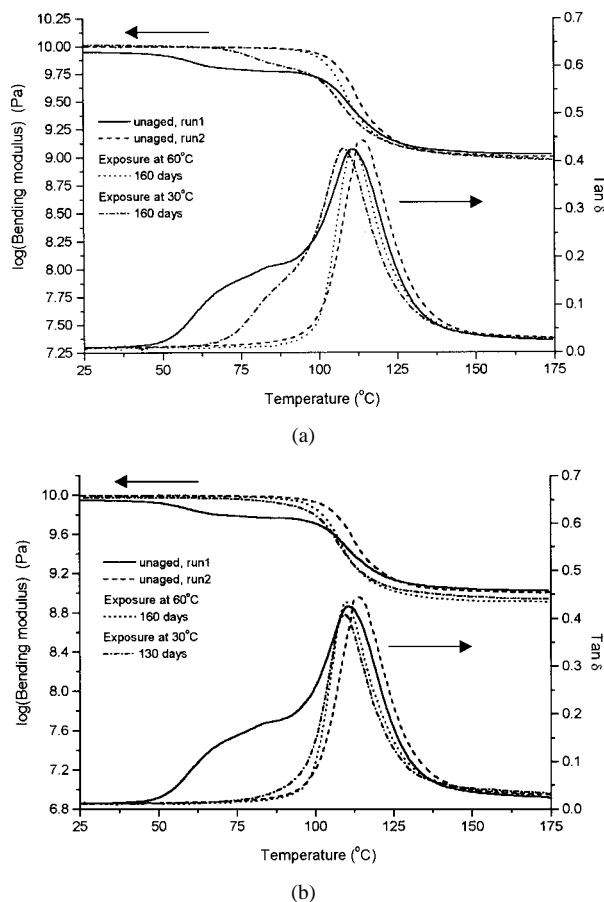 10.25
10.00
9.75
9.50
9.25
9.00
8.75
8.50
8.25
8.00
7.75
7.50
7.25
log(Bending modulus) (Pa)
unaged, run1
unaged, run2
Exposure at 60°C
160 days
Exposure at 30°C
160 days
0.7
0.6
0.5
0.4
0.3
0.2
0.1
0.0
Tan δ
25 50 75 100 125 150 175
Temperature (°C)
(a)
10.0
9.6
9.2
8.8
8.4
8.0
7.6
7.2
6.8
log(Bending modulus) (Pa)
unaged, run1
unaged, run2
Exposure at 60°C
160 days
Exposure at 30°C
130 days
0.7
0.6
0.5
0.4
0.3
0.2
0.1
0.0
Tan δ
25 50 75 100 125 150 175
Temperature (°C)
(b)